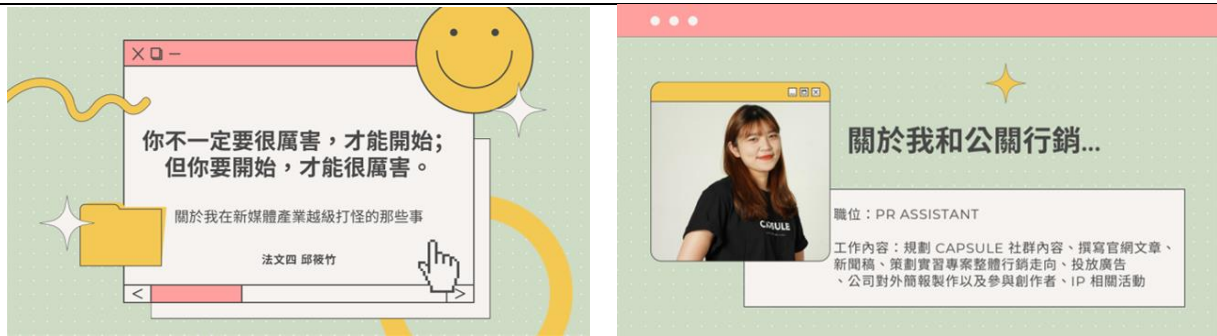 你不一定要很厲害，才能開始；
但你要開始，才能很厲害。
關於我在新媒體產業越級打怪的那些事
法文四 邱筱竹
關於我和公關行銷...
CAPSULE
職位：PR ASSISTANT
工作內容：規劃 CAPSULE 社群內容、撰寫官網文章、
新聞稿、策劃實習專案整體行銷走向、投放廣告
、公司對外簡報製作以及參與創作者、IP 相關活動